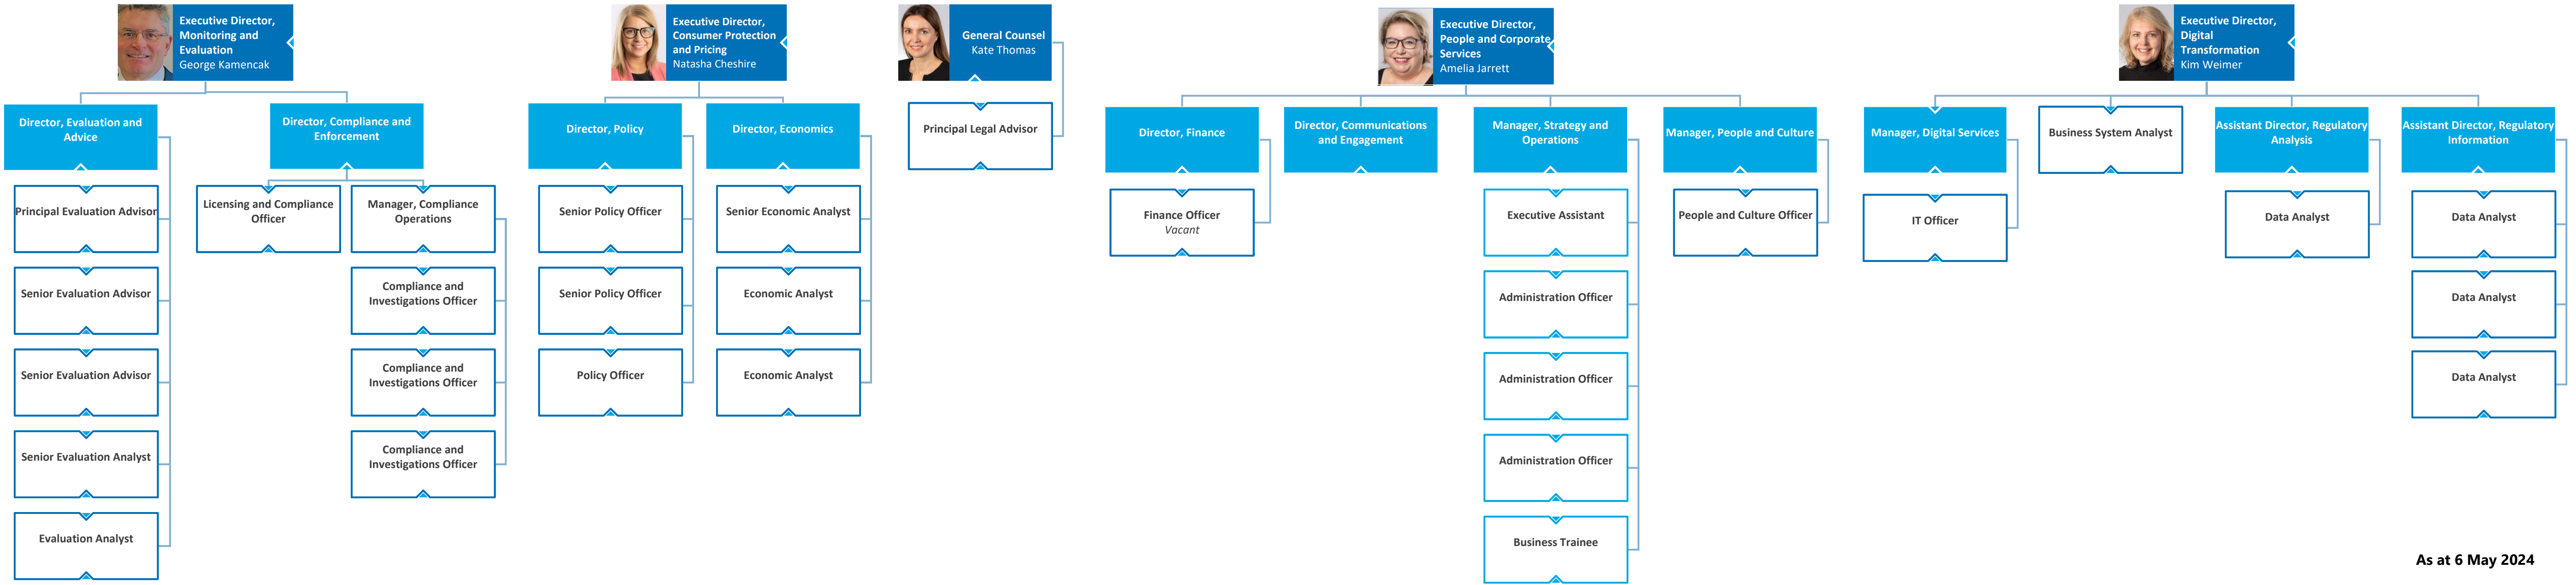 Executive Director,
Monitoring and
Evaluation
George Kamencak
Executive Director,
Consumer Protection
and Pricing
Natasha Cheshire
General Counsel
Kate Thomas
Executive Director,
People and Corporate
Services
Amelia Jarrett
Executive Director,
Digital
Transformation
Kim Weimer
Director, Evaluation and
Advice
Director, Compliance and
Enforcement
Director, Policy
Director, Economics
Principal Legal Advisor
Director, Finance
Director, Communications
and Engagement
Manager, Strategy and
Operations
Manager, People and Culture
Manager, Digital Services
Business System Analyst
Assistant Director, Regulatory
Analysis
Assistant Director, Regulatory
Information
Principal Evaluation Advisor
Licensing and Compliance
Officer
Manager, Compliance
Operations
Senior Policy Officer
Senior Economic Analyst
Finance Officer
Vacant
Executive Assistant
People and Culture Officer
IT Officer
Data Analyst
Data Analyst
Senior Evaluation Advisor
Compliance and
Investigations Officer
Senior Policy Officer
Economic Analyst
Administration Officer
Data Analyst
Senior Evaluation Advisor
Compliance and
Investigations Officer
Policy Officer
Economic Analyst
Administration Officer
Data Analyst
Senior Evaluation Analyst
Compliance and
Investigations Officer
Administration Officer
Evaluation Analyst
Business Trainee
As at 6 May 2024